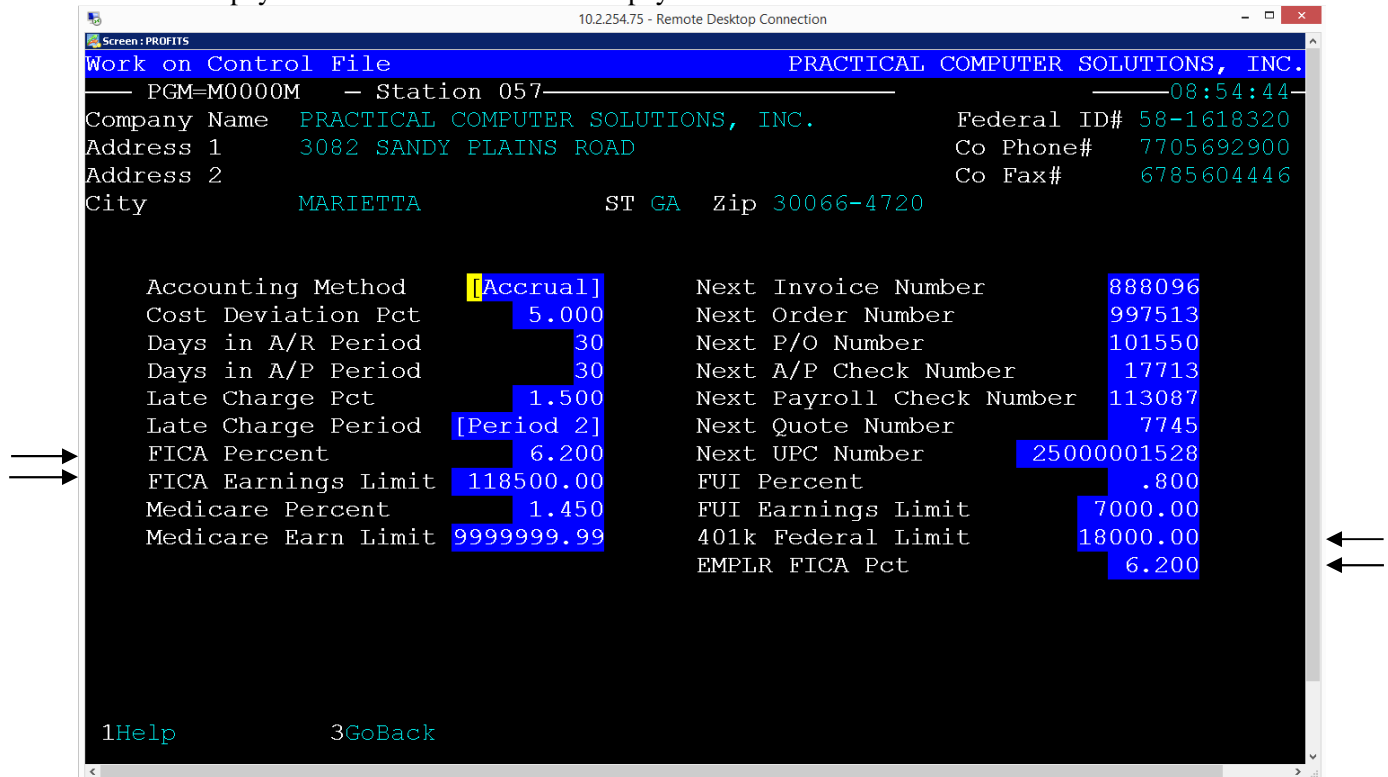 10.2.254.75 - Remote Desktop Connection
Screen : PROFITS
Work on Control File PRACTICAL COMPUTER SOLUTIONS, INC.
PGM=M0000M — Station 057 08:54:44
Company Name PRACTICAL COMPUTER SOLUTIONS, INC. Federal ID# 58-1618320
Address 1 3082 SANDY PLAINS ROAD Co Phone# 7705692900
Address 2 Co Fax# 6785604446
City MARIETTA ST GA Zip 30066-4720
Accounting Method [Accrual] Next Invoice Number 888096
Cost Deviation Pct 5.000 Next Order Number 997513
Days in A/R Period 30 Next P/O Number 101550
Days in A/P Period 30 Next A/P Check Number 17713
Late Charge Pct 1.500 Next Payroll Check Number 113087
Late Charge Period [Period 2] Next Quote Number 7745
FICA Percent 6.200 Next UPC Number 25000001528
FICA Earnings Limit 118500.00 FUI Percent .800
Medicare Percent 1.450 FUI Earnings Limit 7000.00
Medicare Earn Limit 9999999.99 401k Federal Limit 18000.00
EMPLR FICA Pct 6.200
1Help 3GoBack